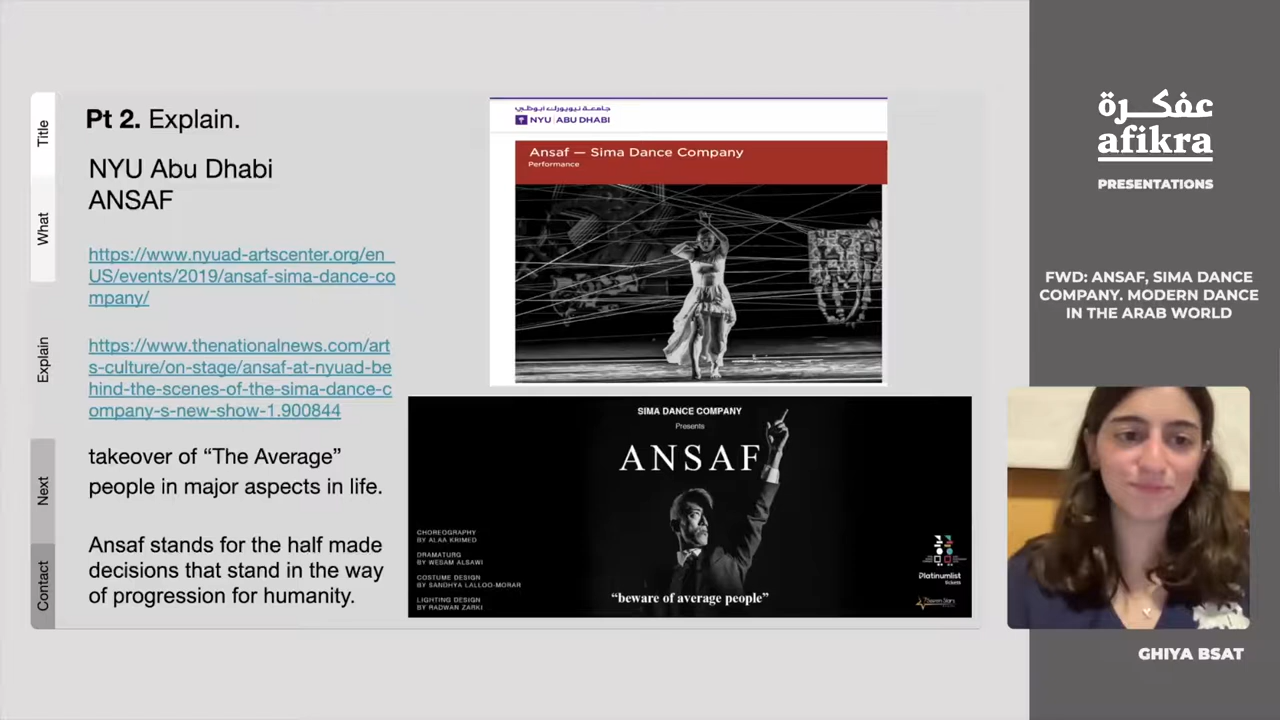 Title
What
Explain
Next
Contact
Pt 2. Explain.
NYU Abu Dhabi
ANSAF
https://www.nyuad-artscenter.org/en_
US/events/2019/ansaf-sima-dance-co
mpany/
https://www.thenationalnews.com/art
s-culture/on-stage/ansaf-at-nyuad-be
hind-the-scenes-of-the-sima-dance-c
ompany-s-new-show-1.900844
takeover of “The Average”
people in major aspects in life.
Ansaf stands for the half made
decisions that stand in the way
of progression for humanity.
جامعة نيويورك أبوظبي
NYU ABU DHABI
Ansaf — Sima Dance Company
Performance
SIMA DANCE COMPANY
Presents
ANSAF
CHOREOGRAPHY
BY ALAA KRIMED
DRAMATURG
BY WESAM ALSAWI
COSTUME DESIGN
BY SANDHYA LALLOO-MORAR
LIGHTING DESIGN
BY RADWAN ZARKI
“beware of average people”
Platinumlist
tickets
Seven Stars
عفكرة
afikra
PRESENTATIONS
FWD: ANSAF, SIMA DANCE
COMPANY. MODERN DANCE
IN THE ARAB WORLD
GHIYA BSAT